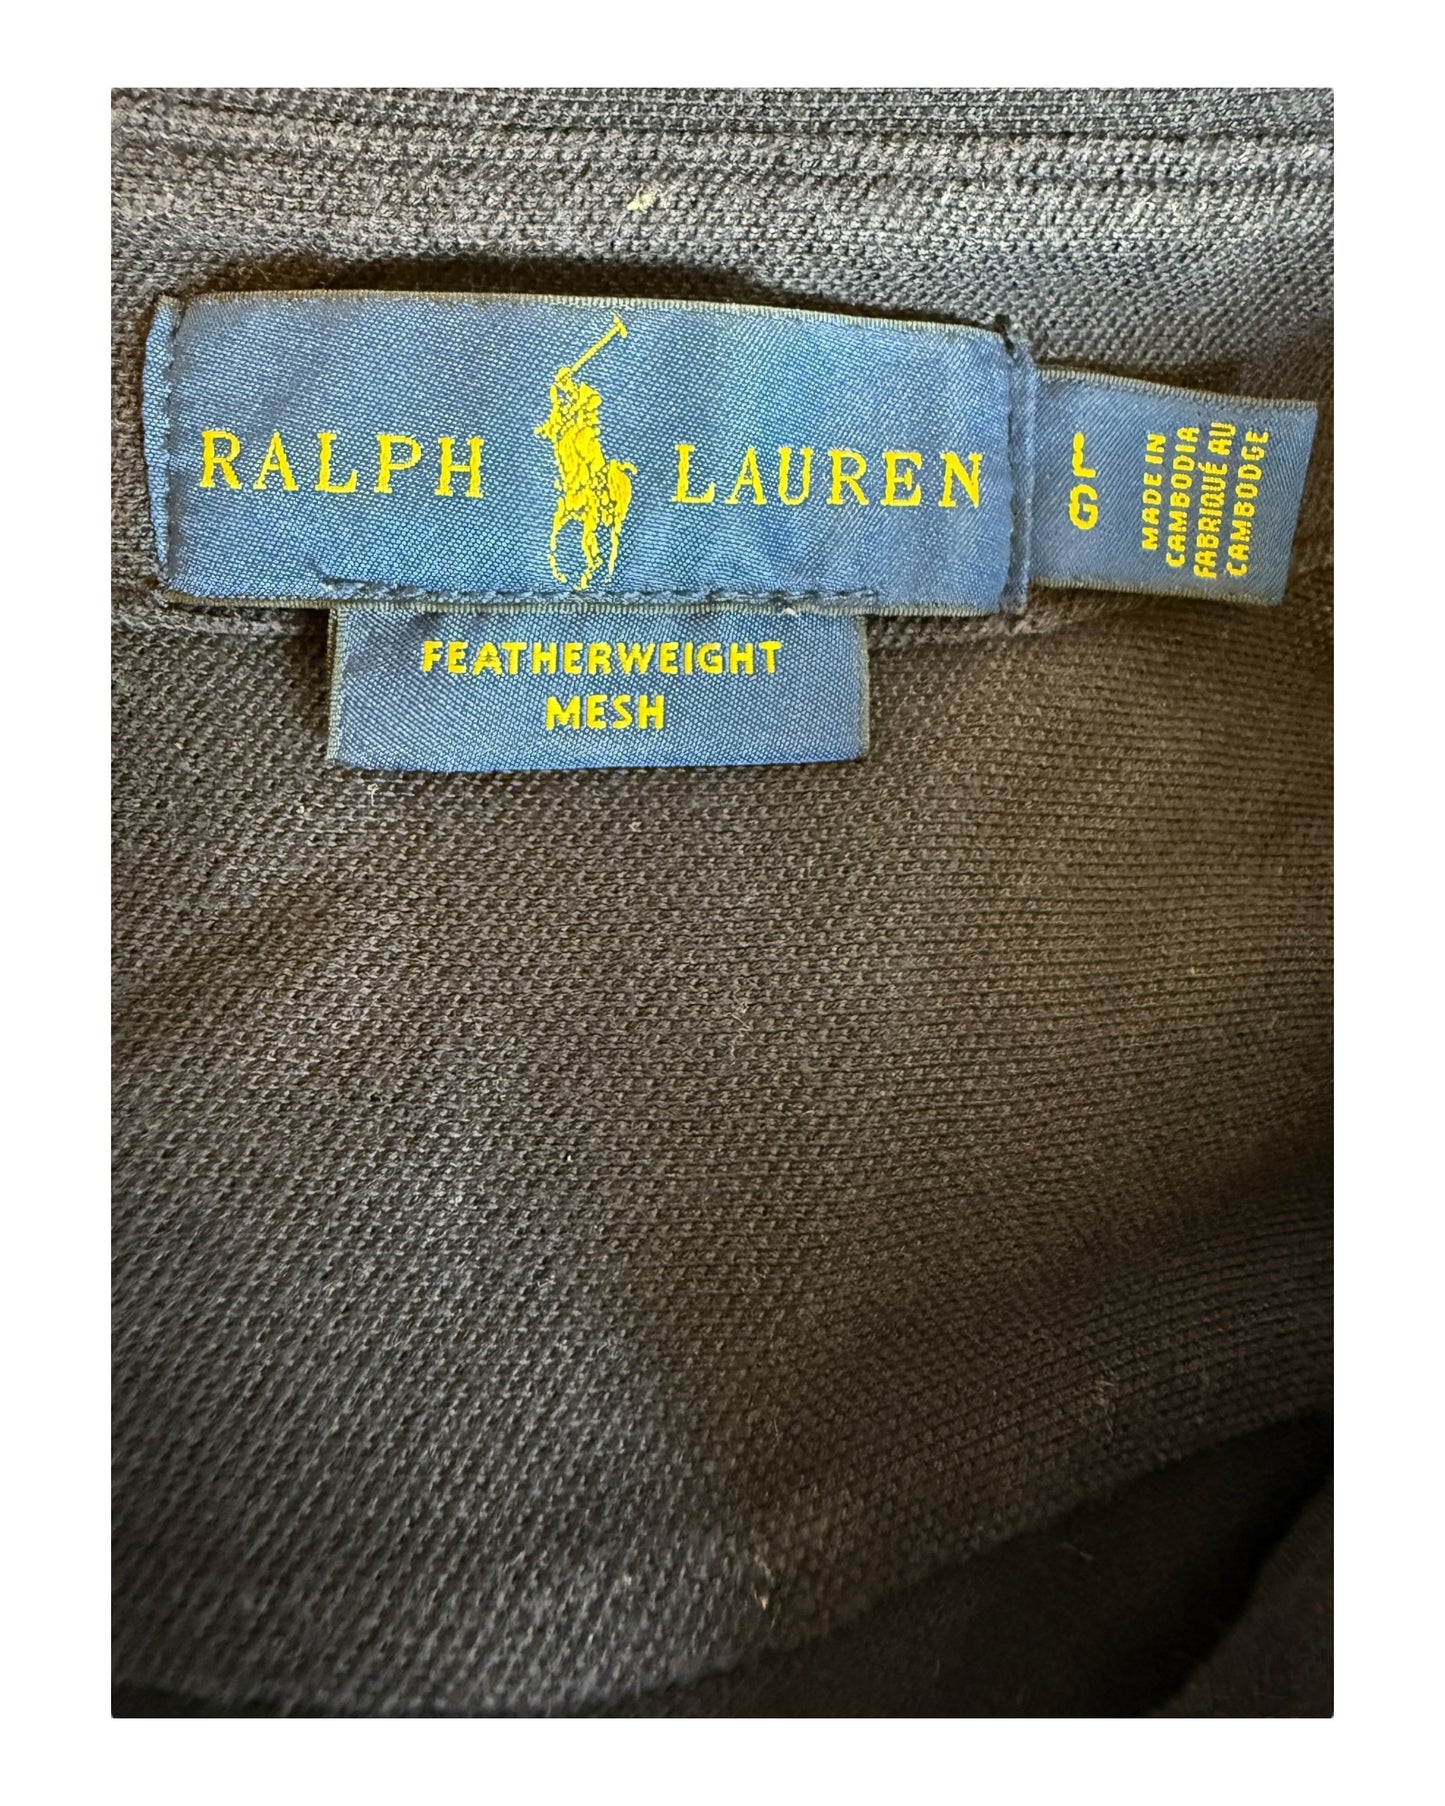 RALPH LAUREN
L
G
MADE IN
CAMBODIA
FABRIQUÉ AU
CAMBODGE
FEATHERWEIGHT
MESH